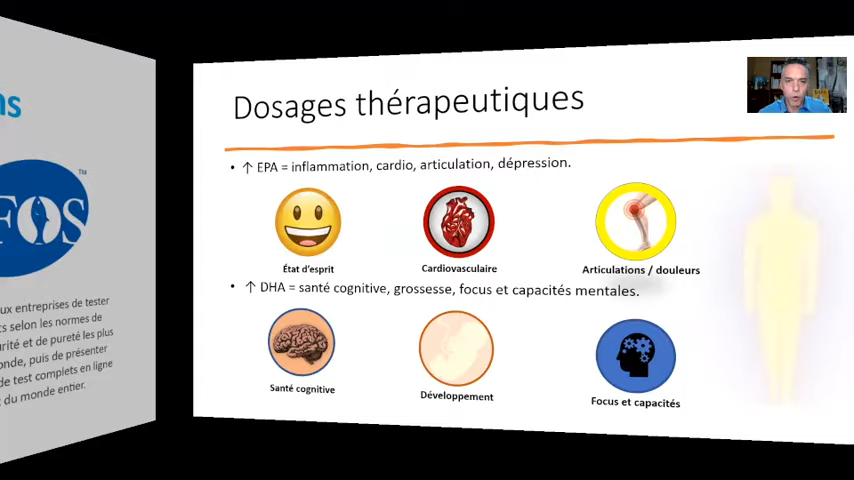 ns
TM
FOS
ux entreprises de tester
s selon les normes de
urité et de pureté les plus
onde, puis de présenter
de test complets en ligne
du monde entier.
Dosages thérapeutiques
• ↑ EPA = inflammation, cardio, articulation, dépression.
État d'esprit
Cardiovasculaire
Articulations / douleurs
• ↑ DHA = santé cognitive, grossesse, focus et capacités mentales.
Santé cognitive
Développement
Focus et capacités